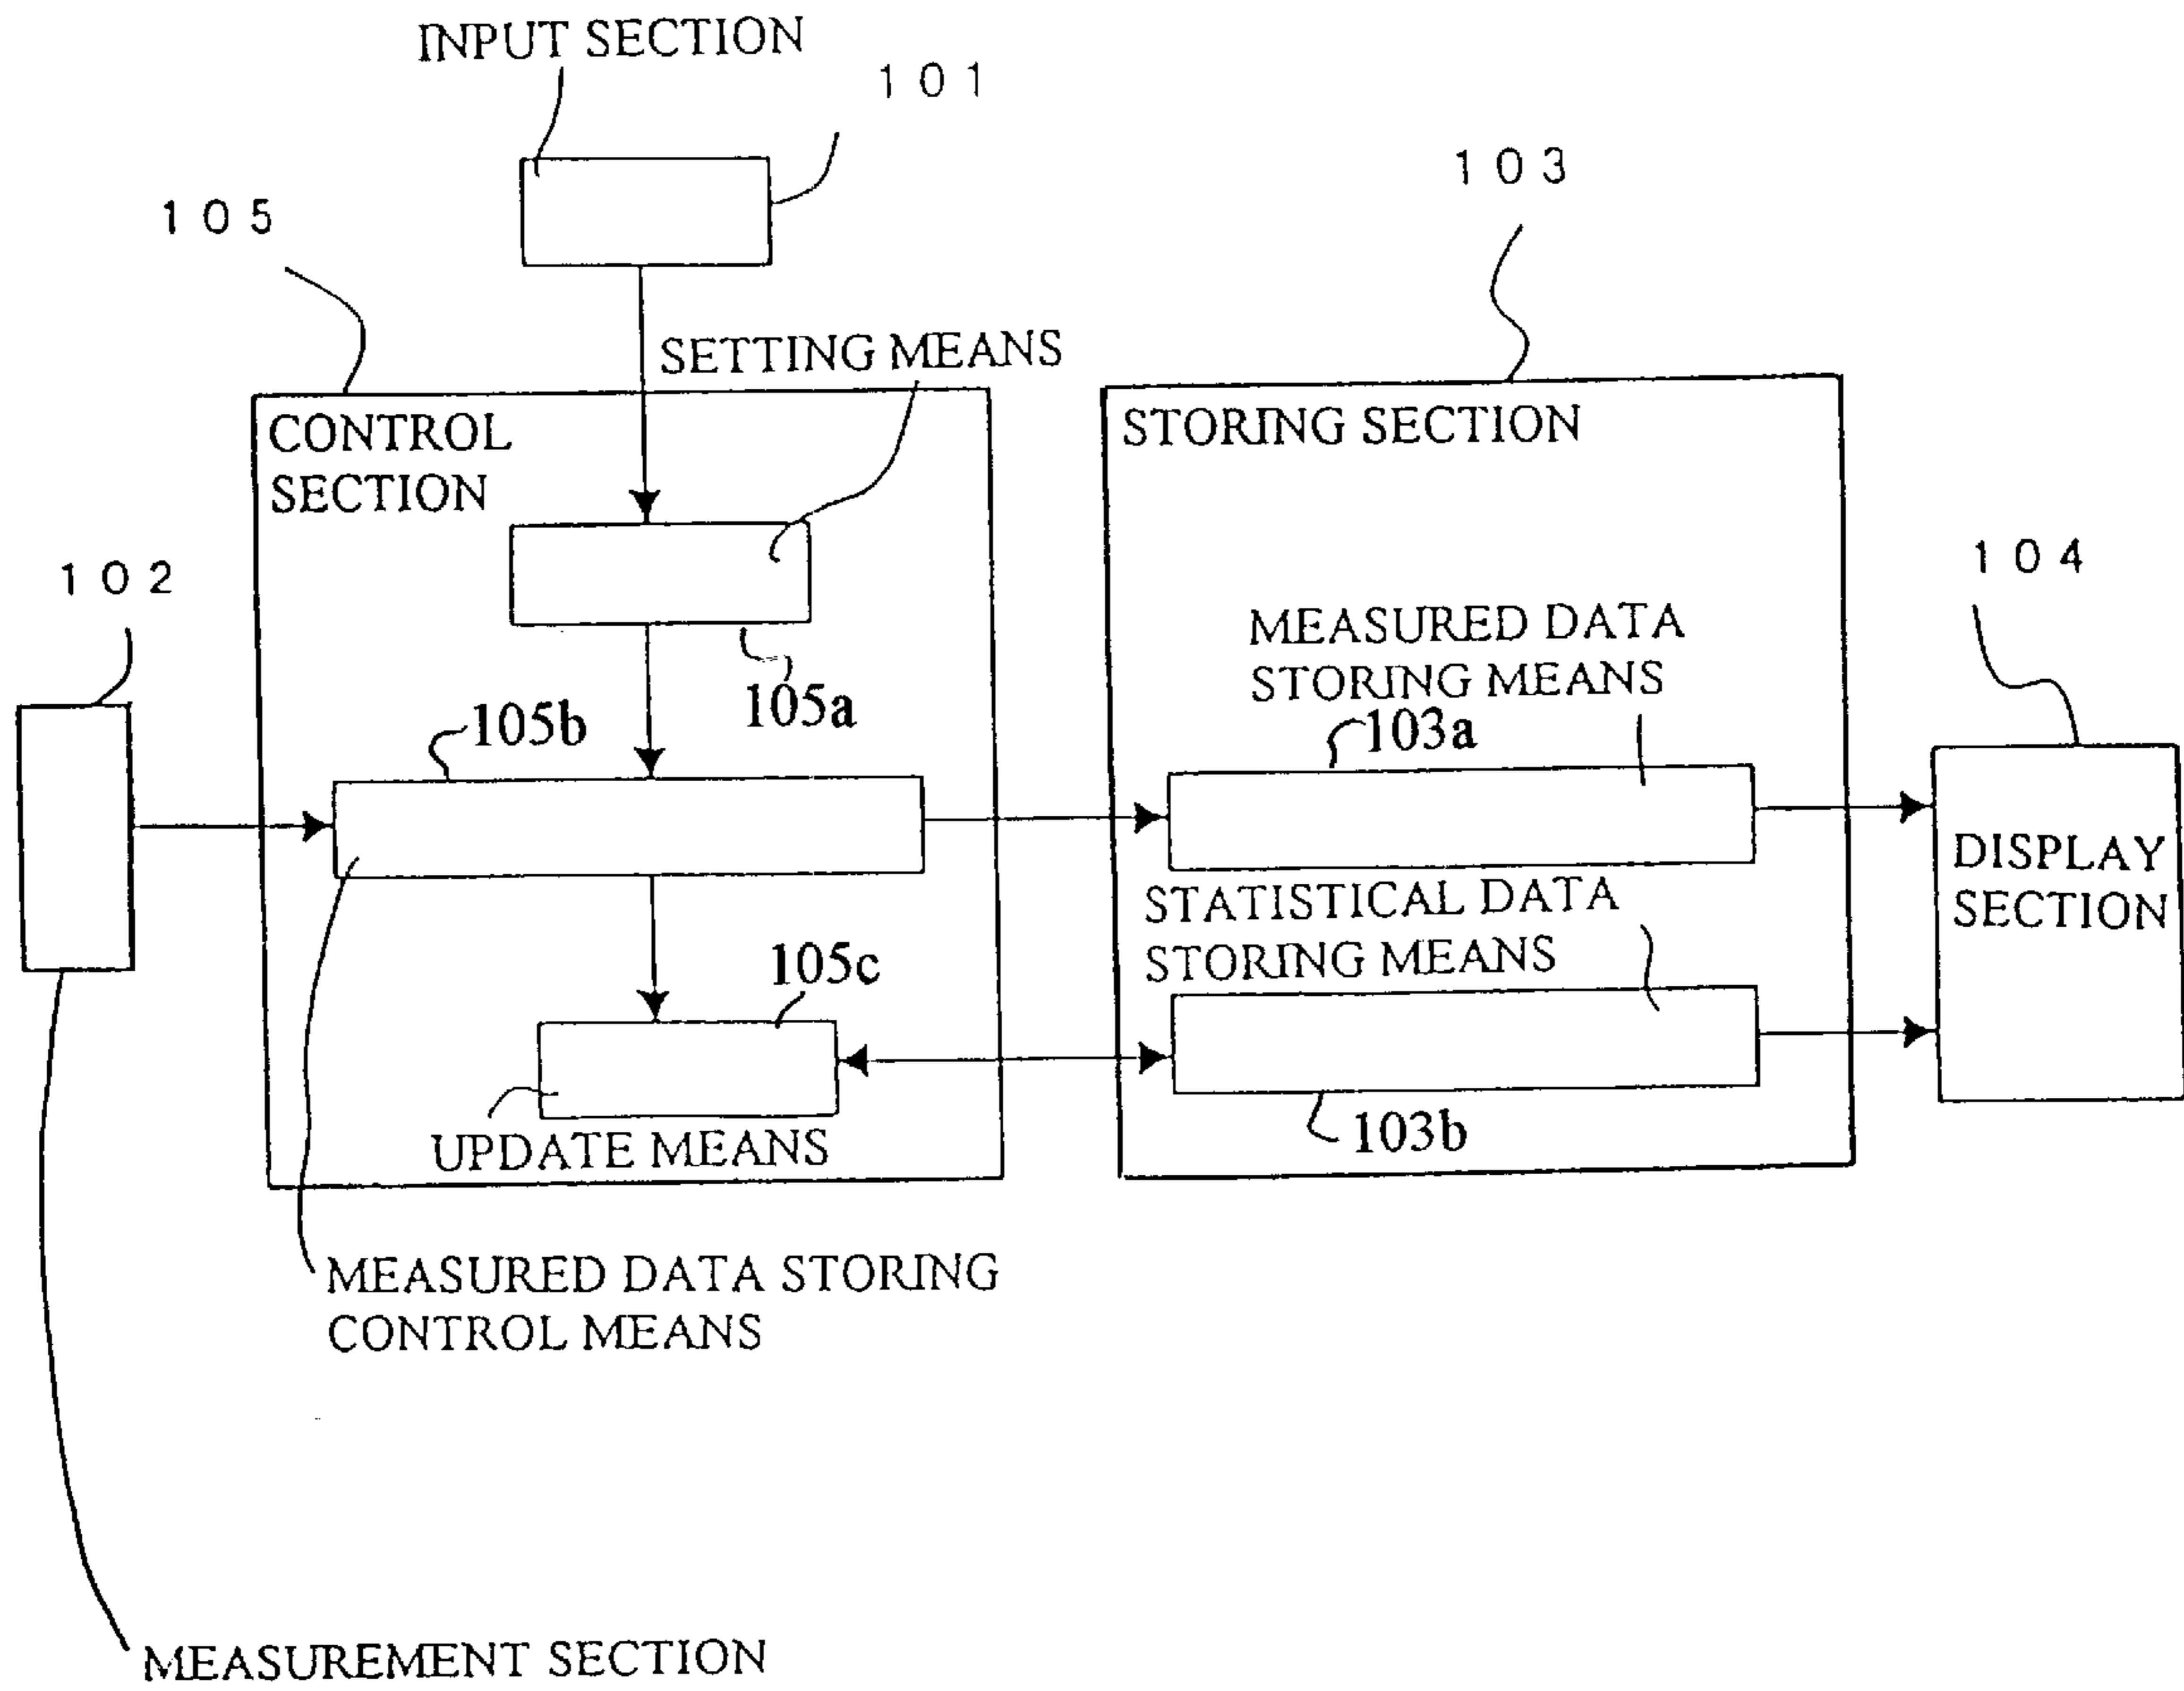 INPUT SECTION
101
103
105
SETTING MEANS
CONTROL
SECTION
STORING SECTION
102
104
MEASURED DATA
STORING MEANS
105a
105b
103a
DISPLAY
SECTION
STATISTICAL DATA
STORING MEANS
105c
103b
UPDATE MEANS
MEASURED DATA STORING
CONTROL MEANS
MEASUREMENT SECTION